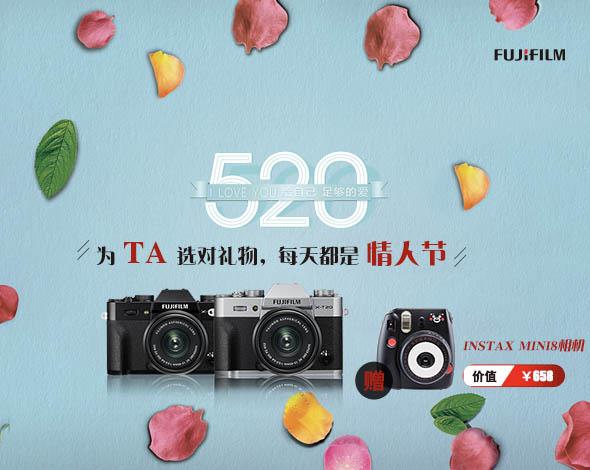 FUJIFILM
520
I LOVE YOU 给自己 足够的爱
为 TA 选对礼物，每天都是 情人节
FUJIFILM
FUJIFILM
X-T20
赠
INSTAX MINI8相机
价值 ￥658